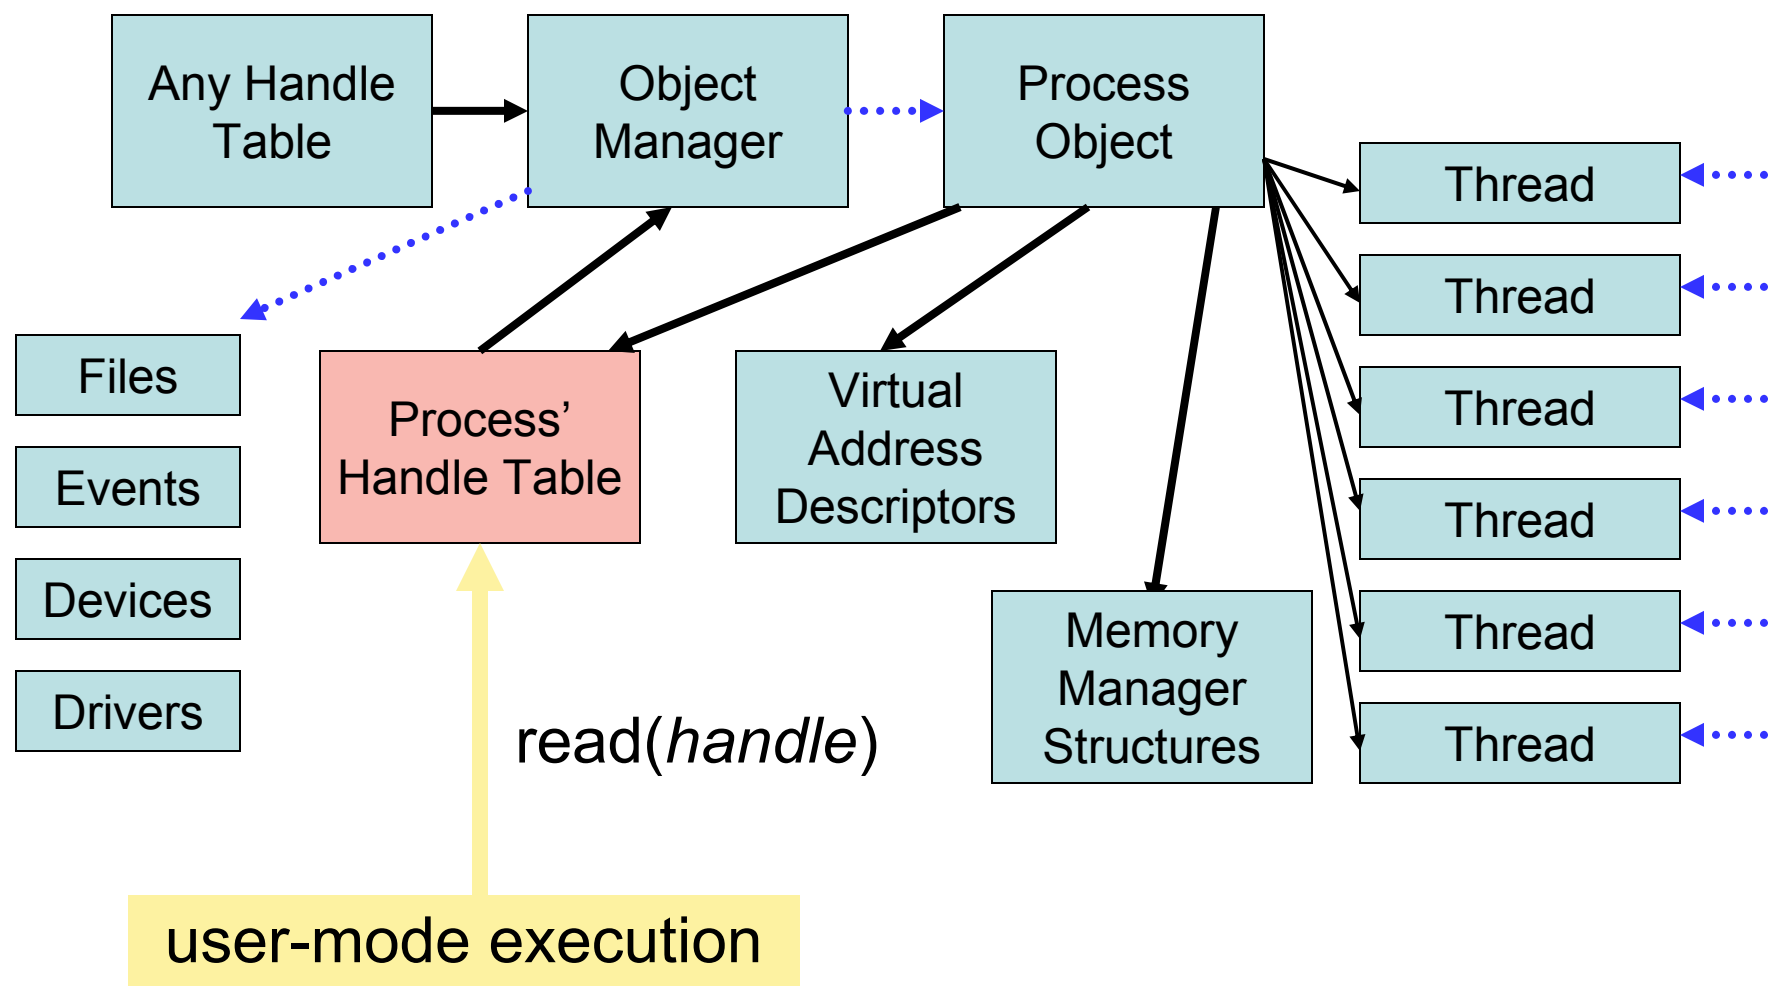 Any Handle
Table
Object
Manager
Process
Object
Thread
Thread
Thread
Thread
Thread
Thread
Files
Events
Devices
Drivers
Process’
Handle Table
Virtual
Address
Descriptors
Memory
Manager
Structures
read(handle)
user-mode execution